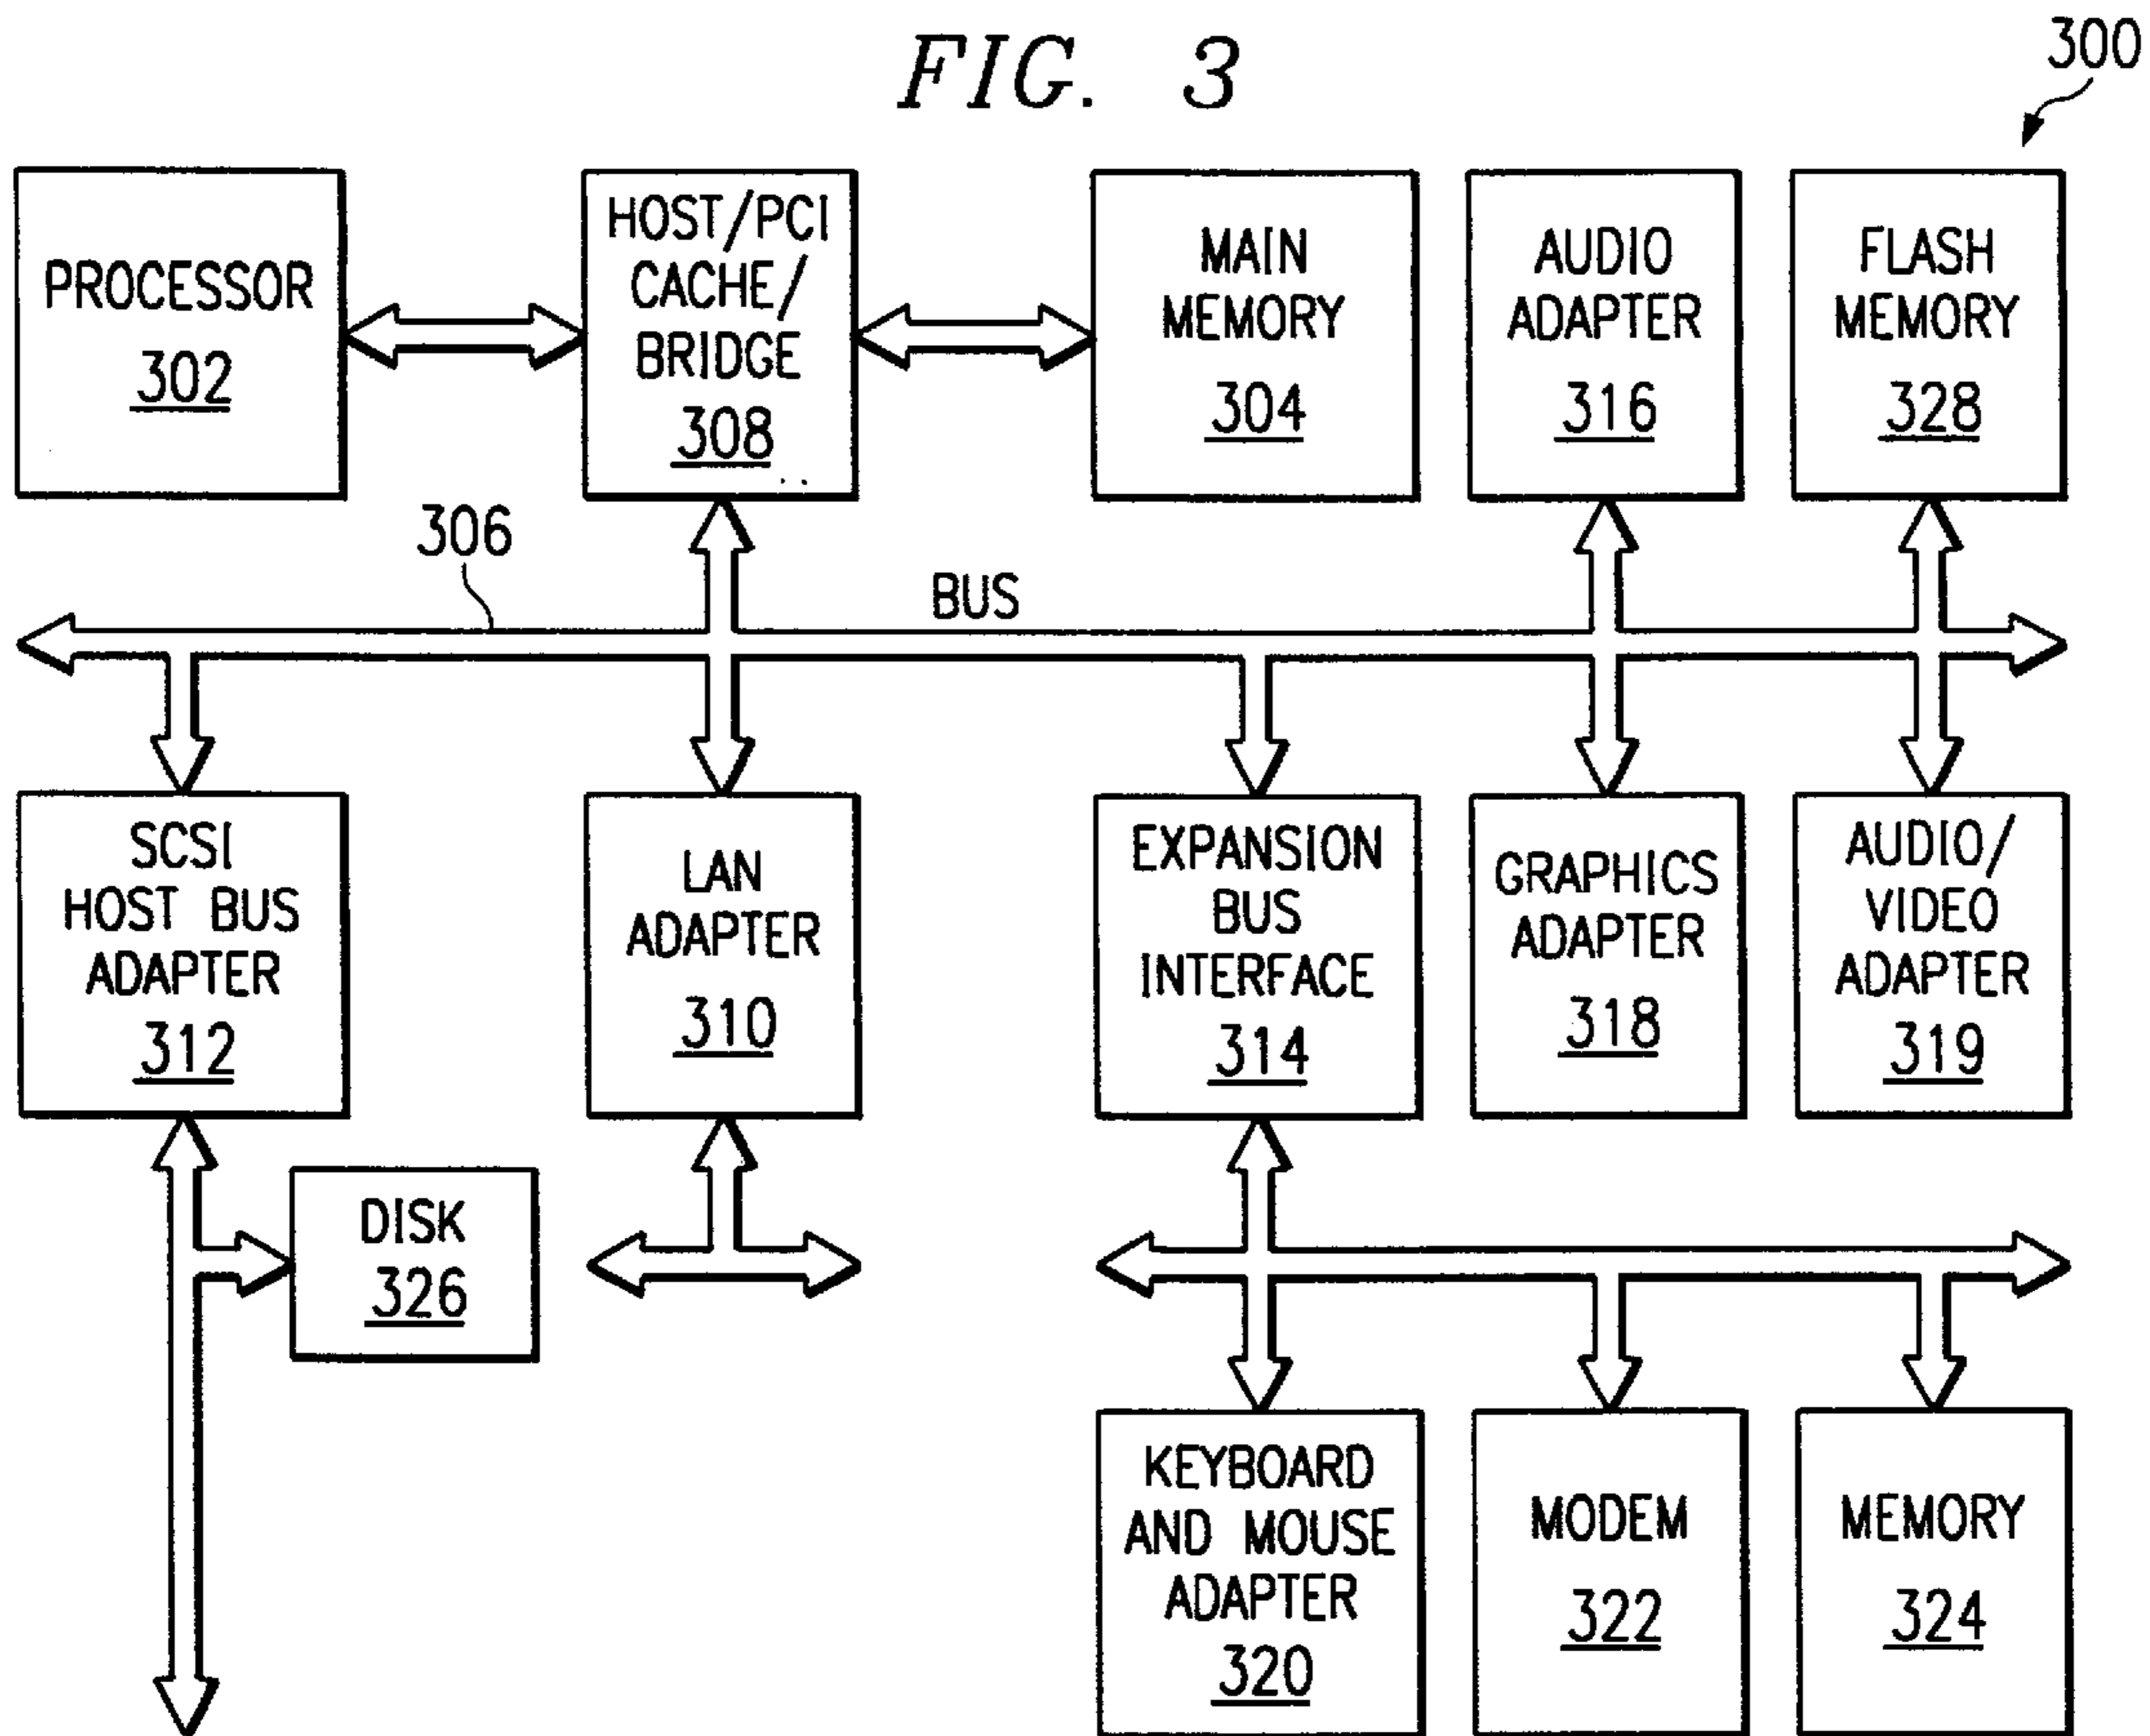 FIG. 3
300
PROCESSOR
302
HOST/PCI
CACHE/
BRIDGE
308
MAIN
MEMORY
304
AUDIO
ADAPTER
316
FLASH
MEMORY
328
306
BUS
SCSI
HOST BUS
ADAPTER
312
LAN
ADAPTER
310
EXPANSION
BUS
INTERFACE
314
GRAPHICS
ADAPTER
318
AUDIO/
VIDEO
ADAPTER
319
DISK
326
KEYBOARD
AND MOUSE
ADAPTER
320
MODEM
322
MEMORY
324